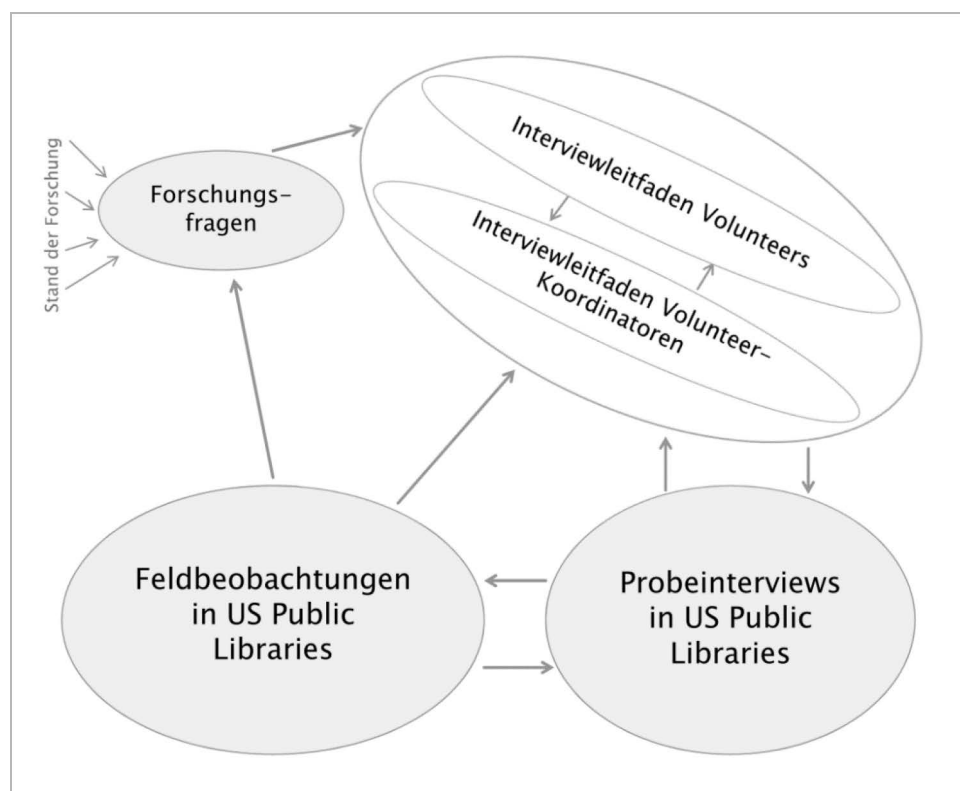 Stand der Forschung
Forschungs-
fragen
Interviewleitfaden Volunteers
Interviewleitfaden Volunteer-
Koordinatoren
Feldbeobachtungen
in US Public
Libraries
Probeinterviews
in US Public
Libraries